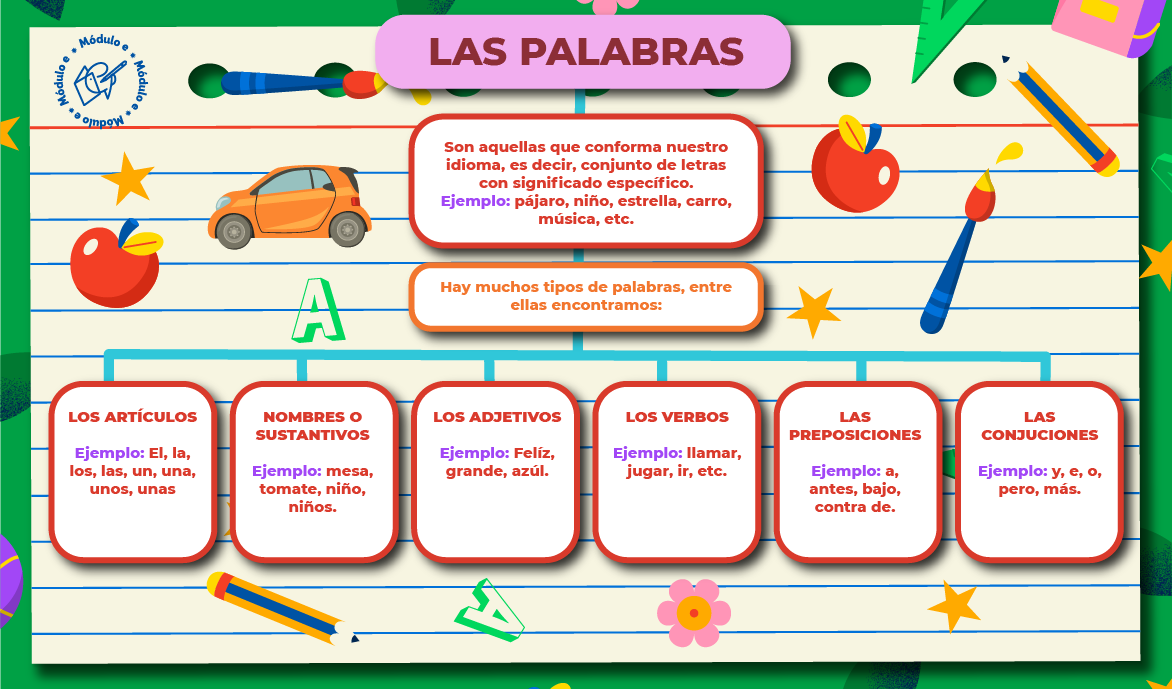 Módulo e ★ Módulo e ★ Módulo e ★ Módulo e ★
LAS PALABRAS
Son aquellas que conforma nuestro
idioma, es decir, conjunto de letras
con significado específico.
Ejemplo: pájaro, niño, estrella, carro,
música, etc.
Hay muchos tipos de palabras, entre
ellas encontramos:
LOS ARTÍCULOS
Ejemplo: El, la,
los, las, un, una,
unos, unas
NOMBRES O
SUSTANTIVOS
Ejemplo: mesa,
tomate, niño,
niños.
LOS ADJETIVOS
Ejemplo: Felíz,
grande, azúl.
LOS VERBOS
Ejemplo: llamar,
jugar, ir, etc.
LAS
PREPOSICIONES
Ejemplo: a,
antes, bajo,
contra de.
LAS
CONJUCIONES
Ejemplo: y, e, o,
pero, más.
A
A